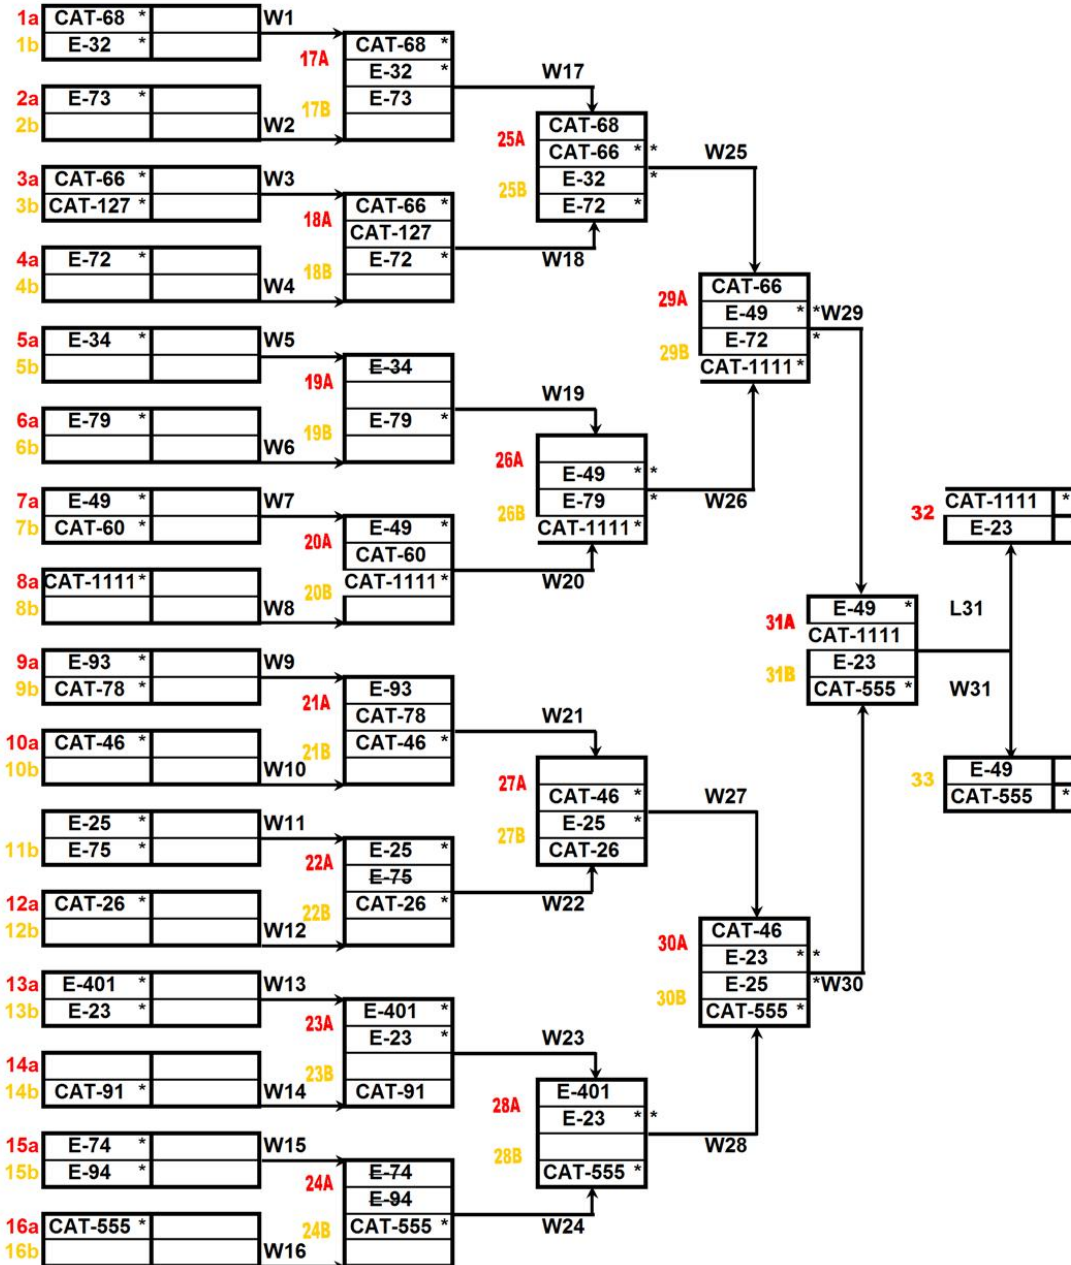 1a CAT-68 * W1
1b E-32 *
2a E-73 *
2b W2
3a CAT-66 * W3
3b CAT-127 *
4a E-72 *
4b W4
5a E-34 * W5
5b
6a E-79 *
6b W6
7a E-49 * W7
7b CAT-60 *
8a CAT-1111 *
8b W8
9a E-93 * W9
9b CAT-78 *
10a CAT-46 *
10b W10
E-25 * W11
11b E-75 *
12a CAT-26 *
12b W12
13a E-401 * W13
13b E-23 *
14a
14b CAT-91 * W14
15a E-74 * W15
15b E-94 *
16a CAT-555 *
16b W16
17A CAT-68 *
E-32 *
17B E-73
W17
18A CAT-66 *
CAT-127
18B E-72 *
W18
19A E-34
19B E-79 *
W19
20A E-49 *
CAT-60
20B CAT-1111 *
W20
21A E-93
CAT-78
21B CAT-46 *
W21
22A E-25 *
E-75
22B CAT-26 *
W22
23A E-401 *
E-23 *
23B
CAT-91
W23
24A E-74
E-94
24B CAT-555 *
W24
25A CAT-68
CAT-66 * *
25B E-32 *
E-72 *
W25
26A
E-49 * *
26B E-79 *
CAT-1111 *
W26
27A
CAT-46 *
27B E-25 *
CAT-26
W27
28A E-401
E-23 * *
28B
CAT-555 *
W28
29A CAT-66
E-49 * * W29
29B E-72 *
CAT-1111 *
30A CAT-46
E-23 * *
30B E-25 * W30
CAT-555 *
31A E-49 *
CAT-1111
31B E-23
CAT-555 *
L31
W31
32 CAT-1111 *
E-23
33 E-49
CAT-555 *